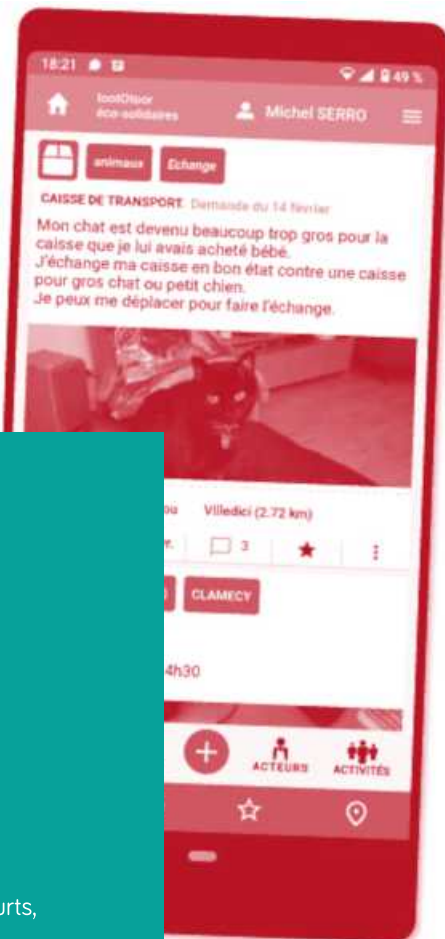 18:21
49 %
éco-solidaires
Michel SERRO
animaux
Echange
CAISSE DE TRANSPORT. Demande du 14 février
Mon chat est devenu beaucoup trop gros pour la
caisse que je lui avais acheté bébé.
J'échange ma caisse en bon état contre une caisse
pour gros chat ou petit chien.
Je peux me déplacer pour faire l'échange.
ou
Villedici (2.72 km)
r.
3
CLAMECY
4h30
ACTEURS
ACTIVITÉS
urts,